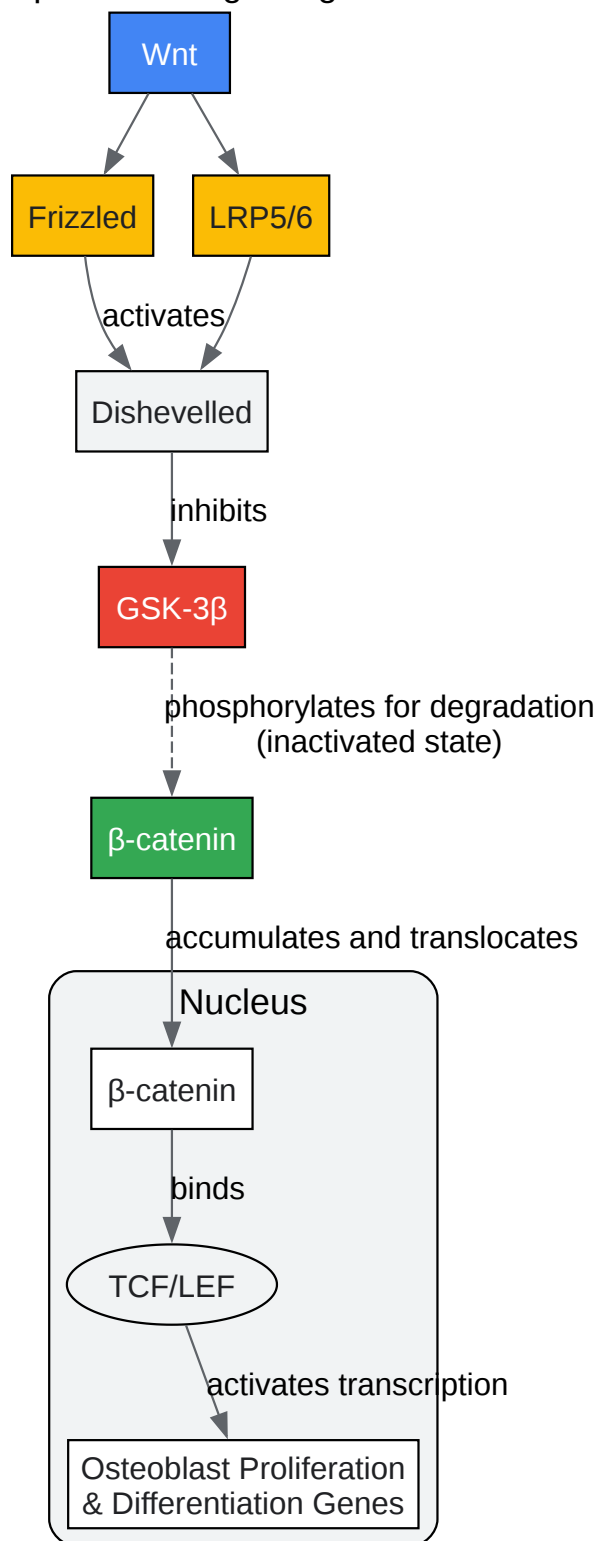 Wnt
Frizzled
LRP5/6
activates
Dishevelled
inhibits
GSK-3β
phosphorylates for degradation
(inactivated state)
β-catenin
accumulates and translocates
Nucleus
β-catenin
binds
TCF/LEF
activates transcription
Osteoblast Proliferation
& Differentiation Genes